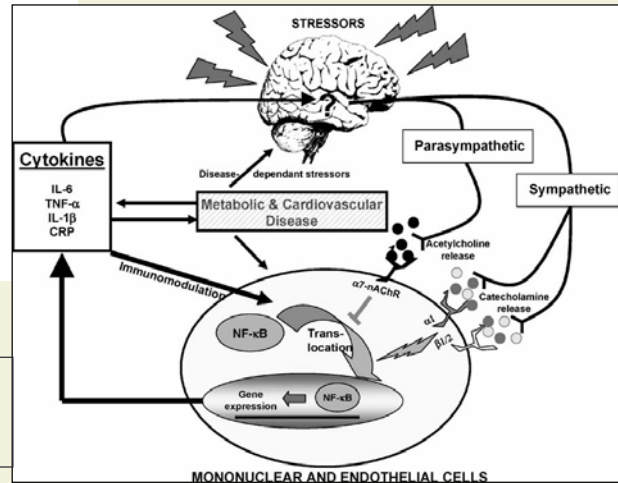 STRESSORS
?
Parasympathetic
Cytokines
IL-6
TNF-α
IL-1β
CRP
Disease- dependant stressors
Sympathetic
Metabolic & Cardiovascular
Disease
Acetylcholine
release
Immunomodulation
α7-nAChR
Catecholamine
release
α1
β1/2
NF-κB
Trans-
location
Gene
expression
NF-κB
MONONUCLEAR AND ENDOTHELIAL CELLS